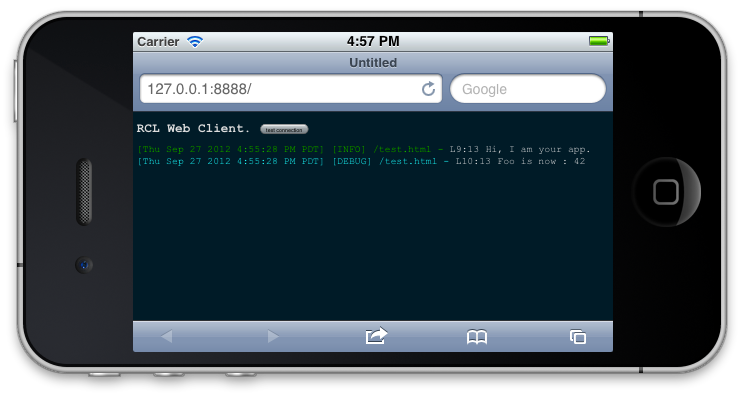 Carrier 4:57 PM
Untitled
127.0.0.1:8888/ Google
RCL Web Client. test connection
[Thu Sep 27 2012 4:55:28 PM PDT] [INFO] /test.html - L9:13 Hi, I am your app.
[Thu Sep 27 2012 4:55:28 PM PDT] [DEBUG] /test.html - L10:13 Foo is now : 42